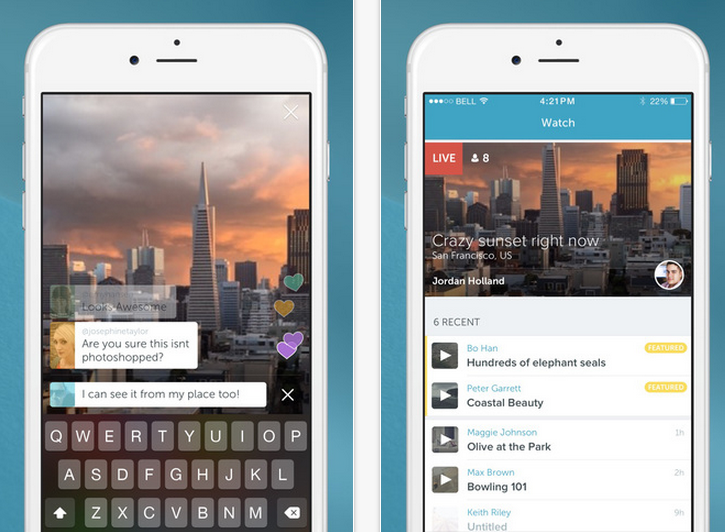 Looks Awesome
@josephinetaylor
Are you sure this isnt
photoshopped?
I can see it from my place too!
Q W E R T Y U I O P
A S D F G H J K L
Z X C V B N M
BELL 4:21PM 22%
Watch
LIVE 8
Crazy sunset right now
San Francisco, US
Jordan Holland
6 RECENT
Bo Han FEATURED
Hundreds of elephant seals
Peter Garrett FEATURED
Coastal Beauty
Maggie Johnson 1h
Olive at the Park
Max Brown 2h
Bowling 101
Keith Riley 9h
Untitled